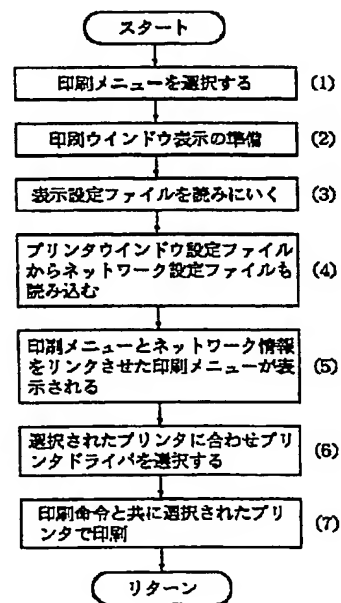 スタート
印刷メニューを選択する
(1)
印刷ウインドウ表示の準備
(2)
表示設定ファイルを読みにいく
(3)
プリンタウインドウ設定ファイル
からネットワーク設定ファイルも
読み込む
(4)
印刷メニューとネットワーク情報
をリンクさせた印刷メニューが表
示される
(5)
選択されたプリンタに合わせプリ
ンタドライバを選択する
(6)
印刷命令と共に選択されたプリ
ンタで印刷
(7)
リターン